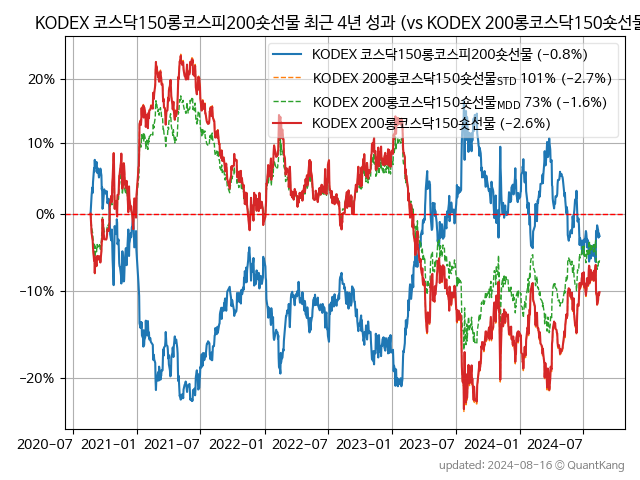 KODEX 코스닥150롱코스피200숏선물 최근 4년 성과 (vs KODEX 200롱코스닥150숏선물
KODEX 코스닥150롱코스피200숏선물 (−0.8%)
KODEX 200롱코스닥150숏선물STD 101% (−2.7%)
KODEX 200롱코스닥150숏선물MDD 73% (−1.6%)
KODEX 200롱코스닥150숏선물 (−2.6%)
20%
10%
0%
−10%
−20%
2020-07 2021-01 2021-07 2022-01 2022-07 2023-01 2023-07 2024-01 2024-07
updated: 2024-08-16 © QuantKang